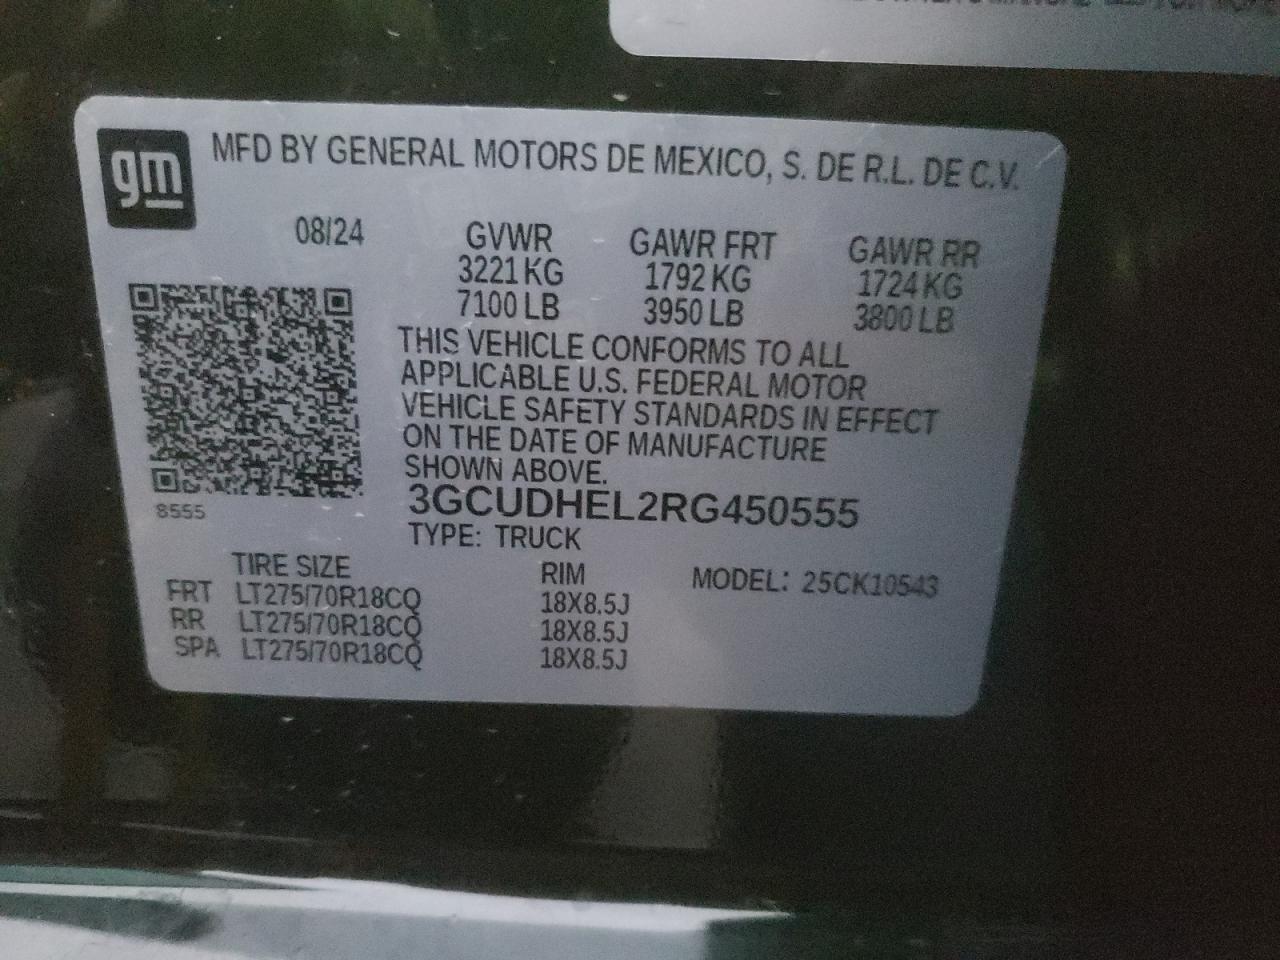 gm
MFD BY GENERAL MOTORS DE MEXICO, S. DE R.L. DE C.V.
08/24 GVWR GAWR FRT GAWR RR
3221 KG 1792 KG 1724 KG
7100 LB 3950 LB 3800 LB
THIS VEHICLE CONFORMS TO ALL
APPLICABLE U.S. FEDERAL MOTOR
VEHICLE SAFETY STANDARDS IN EFFECT
ON THE DATE OF MANUFACTURE
SHOWN ABOVE.
8555 3GCUDHEL2RG450555
TYPE: TRUCK
TIRE SIZE RIM MODEL: 25CK10543
FRT LT275/70R18CQ 18X8.5J
RR LT275/70R18CQ 18X8.5J
SPA LT275/70R18CQ 18X8.5J